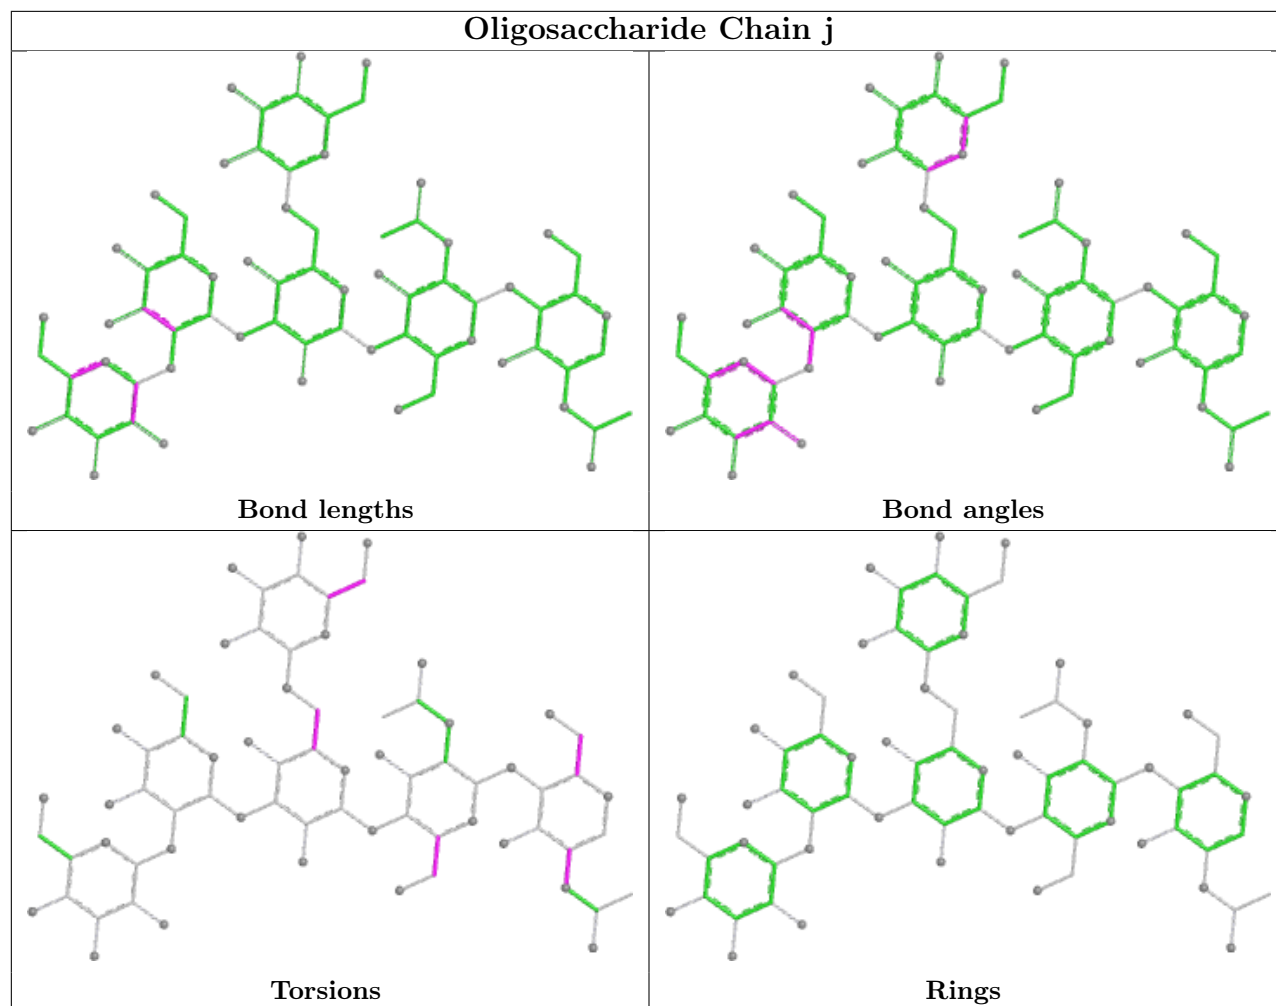 Oligosaccharide Chain j
Bond lengths
Bond angles
Torsions
Rings